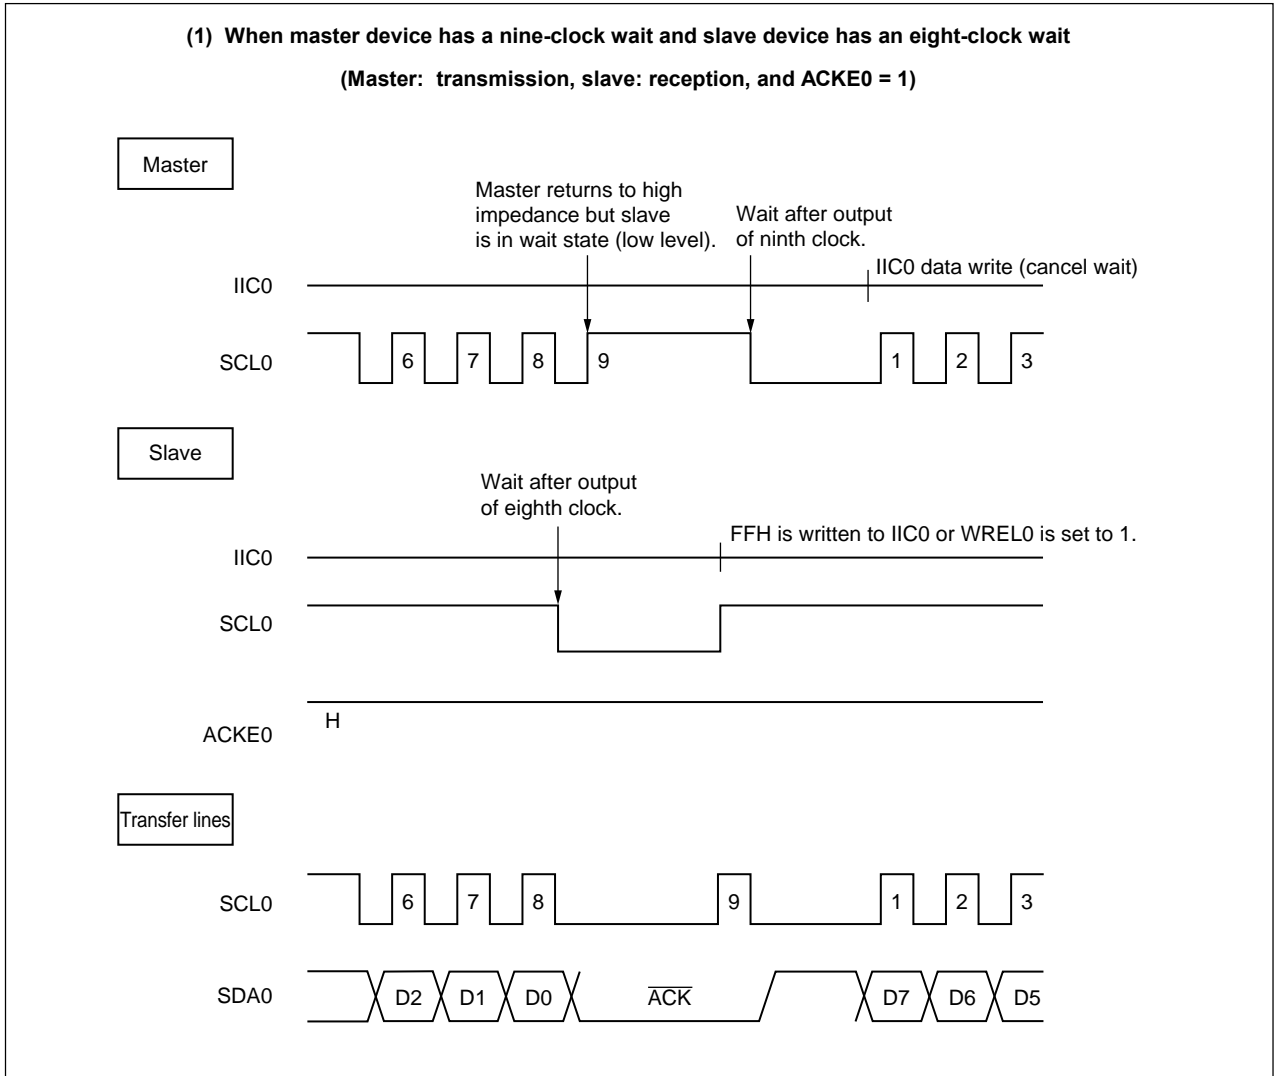 (1) When master device has a nine-clock wait and slave device has an eight-clock wait
(Master: transmission, slave: reception, and ACKE0 = 1)
Master
Master returns to high
impedance but slave
is in wait state (low level).
Wait after output
of ninth clock.
IIC0 data write (cancel wait)
IIC0
SCL0
6 7 8 9 1 2 3
Slave
Wait after output
of eighth clock.
FFH is written to IIC0 or WREL0 is set to 1.
IIC0
SCL0
H
ACKE0
Transfer lines
SCL0
6 7 8 9 1 2 3
SDA0
D2 D1 D0 ACK D7 D6 D5